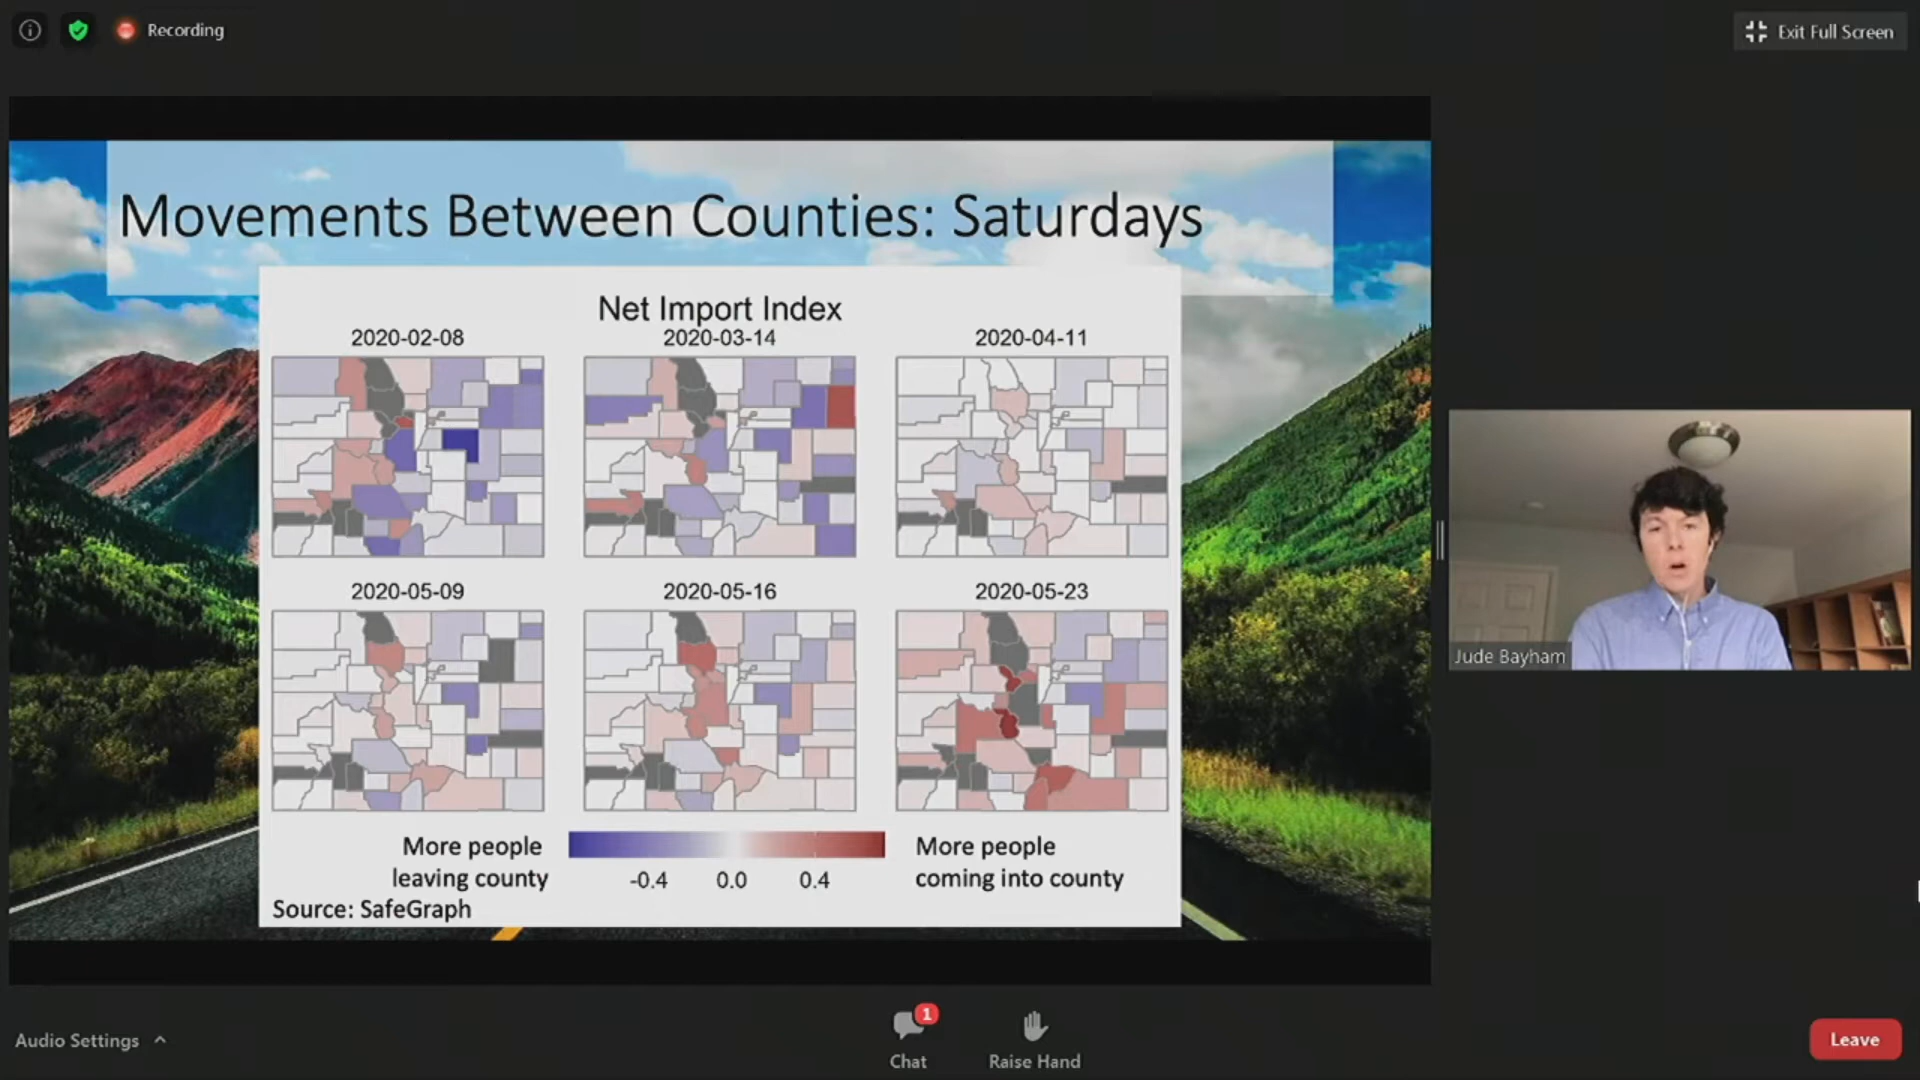 Recording
Exit Full Screen
Movements Between Counties: Saturdays
Net Import Index
2020-02-08
2020-03-14
2020-04-11
2020-05-09
2020-05-16
2020-05-23
More people
leaving county
-0.4
0.0
0.4
More people
coming into county
Source: SafeGraph
Jude Bayham
Audio Settings
1
Chat
Raise Hand
Leave